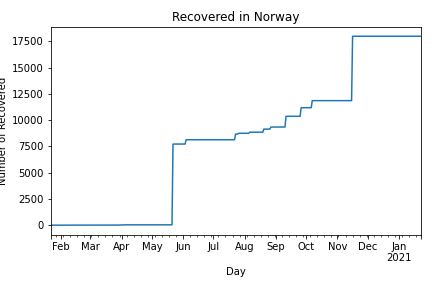 Recovered in Norway
Number of Recovered
17500
15000
12500
10000
7500
5000
2500
0
Feb Mar Apr May Jun Jul Aug Sep Oct Nov Dec Jan
2021
Day